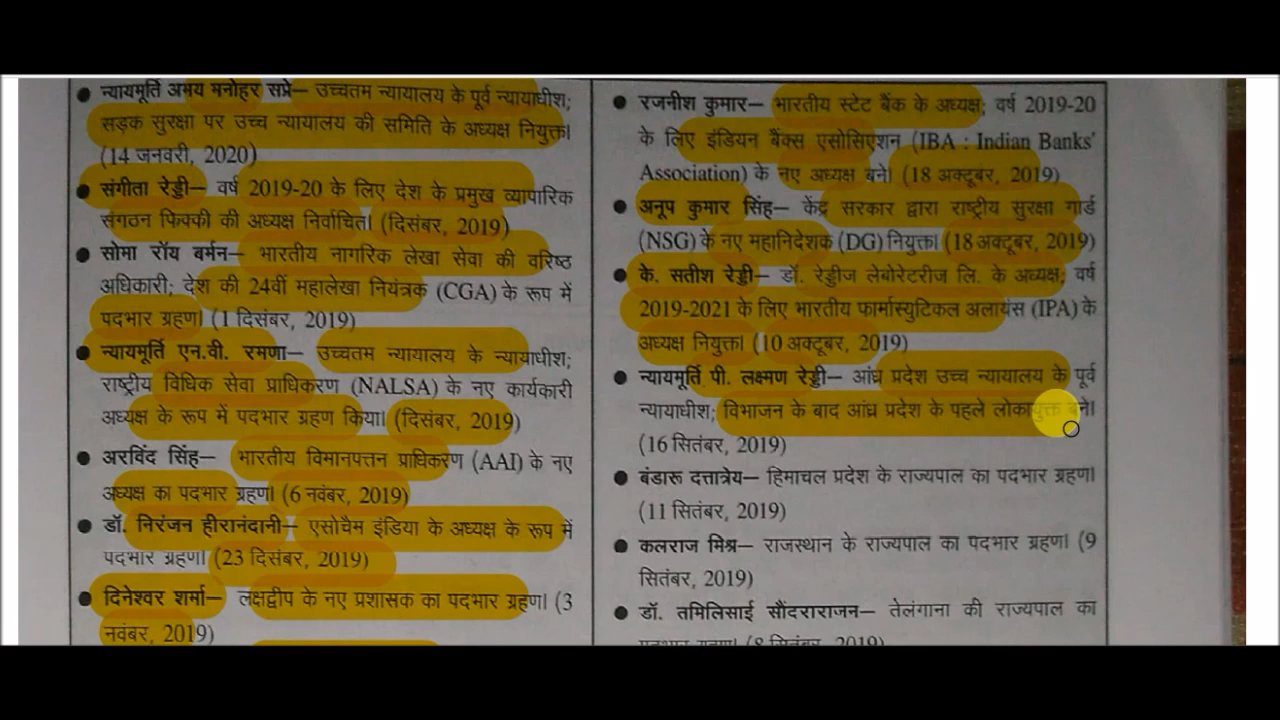 ● न्यायमूर्ति अभय मनोहर सप्रे– उच्चतम न्यायालय के पूर्व न्यायाधीश;
सड़क सुरक्षा पर उच्च न्यायालय की समिति के अध्यक्ष नियुक्त।
(14 जनवरी, 2020)
● संगीता रेड्डी– वर्ष 2019-20 के लिए देश के प्रमुख व्यापारिक
संगठन फिक्की की अध्यक्ष निर्वाचित। (दिसंबर, 2019)
● सोमा रॉय बर्मन– भारतीय नागरिक लेखा सेवा की वरिष्ठ
अधिकारी; देश की 24वीं महालेखा नियंत्रक (CGA) के रूप में
पदभार ग्रहण। (1 दिसंबर, 2019)
● न्यायमूर्ति एन.वी. रमणा– उच्चतम न्यायालय के न्यायाधीश;
राष्ट्रीय विधिक सेवा प्राधिकरण (NALSA) के नए कार्यकारी
अध्यक्ष के रूप में पदभार ग्रहण किया। (दिसंबर, 2019)
● अरविंद सिंह– भारतीय विमानपत्तन प्राधिकरण (AAI) के नए
अध्यक्ष का पदभार ग्रहण। (6 नवंबर, 2019)
● डॉ. निरंजन हीरानंदानी– एसोचैम इंडिया के अध्यक्ष के रूप में
पदभार ग्रहण। (23 दिसंबर, 2019)
● दिनेश्वर शर्मा– लक्षद्वीप के नए प्रशासक का पदभार ग्रहण। (3
नवंबर, 2019)
● रजनीश कुमार– भारतीय स्टेट बैंक के अध्यक्ष; वर्ष 2019-20
के लिए इंडियन बैंक्स एसोसिएशन (IBA : Indian Banks'
Association) के नए अध्यक्ष बने। (18 अक्टूबर, 2019)
● अनूप कुमार सिंह– केंद्र सरकार द्वारा राष्ट्रीय सुरक्षा गार्ड
(NSG) के नए महानिदेशक (DG) नियुक्त। (18 अक्टूबर, 2019)
● के. सतीश रेड्डी– डॉ. रेड्डीज लेबोरेटरीज लि. के अध्यक्ष; वर्ष
2019-2021 के लिए भारतीय फार्मास्युटिकल अलायंस (IPA) के
अध्यक्ष नियुक्त। (10 अक्टूबर, 2019)
● न्यायमूर्ति पी. लक्ष्मण रेड्डी– आंध्र प्रदेश उच्च न्यायालय के पूर्व
न्यायाधीश; विभाजन के बाद आंध्र प्रदेश के पहले लोकायुक्त बने।
(16 सितंबर, 2019)
● बंडारू दत्तात्रेय– हिमाचल प्रदेश के राज्यपाल का पदभार ग्रहण।
(11 सितंबर, 2019)
● कलराज मिश्र– राजस्थान के राज्यपाल का पदभार ग्रहण। (9
सितंबर, 2019)
● डॉ. तमिलिसाई सौंदराराजन– तेलंगाना की राज्यपाल का
पदभार ग्रहण। (8 सितंबर, 2019)